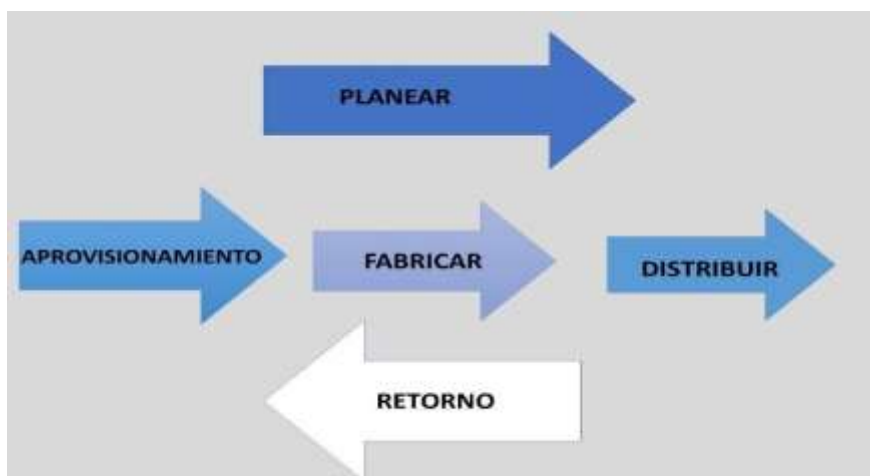 PLANEAR
APROVISIONAMIENTO
FABRICAR
DISTRIBUIR
RETORNO